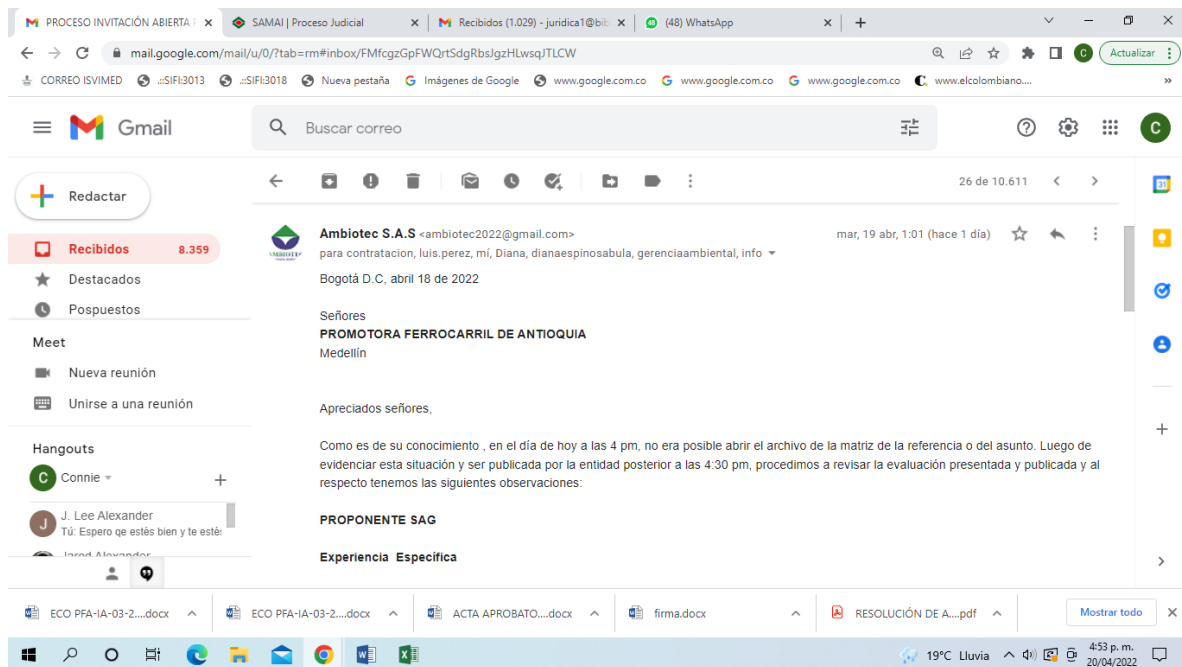 PROCESO INVITACIÓN ABIERTA
SAMAI | Proceso Judicial
Recibidos (1.029) - juridica1@bib
(48) WhatsApp
mail.google.com/mail/u/0/?tab=rm#inbox/FMfcgzGpFWQrtSdgRbsJgzHLwsqJTLCW
C
Actualizar
CORREO ISVIMED
.::SIFI:3013
.::SIFI:3018
Nueva pestaña
Imágenes de Google
www.google.com.co
www.google.com.co
www.google.com.co
www.elcolombiano....
Gmail
Buscar correo
C
Redactar
26 de 10.611
31
Recibidos 8.359
Destacados
Pospuestos
Meet
Nueva reunión
Unirse a una reunión
Hangouts
C
Connie
J
J. Lee Alexander
Tú: Espero qe estés bien y te estés
Jared Alexander
Ambiotec S.A.S <ambiotec2022@gmail.com>
mar, 19 abr, 1:01 (hace 1 día)
para contratacion, luis.perez, mí, Diana, dianaespinosabula, gerenciaambiental, info
Bogotá D.C, abril 18 de 2022
Señores
PROMOTORA FERROCARRIL DE ANTIOQUIA
Medellín
Apreciados señores,
Como es de su conocimiento , en el día de hoy a las 4 pm, no era posible abrir el archivo de la matriz de la referencia o del asunto. Luego de
evidenciar esta situación y ser publicada por la entidad posterior a las 4:30 pm, procedimos a revisar la evaluación presentada y publicada y al
respecto tenemos las siguientes observaciones:
PROPONENTE SAG
Experiencia Específica
ECO PFA-IA-03-2....docx
ECO PFA-IA-03-2....docx
ACTA APROBATO....docx
firma.docx
RESOLUCIÓN DE A....pdf
Mostrar todo
19°C Lluvia
4:53 p. m.
20/04/2022